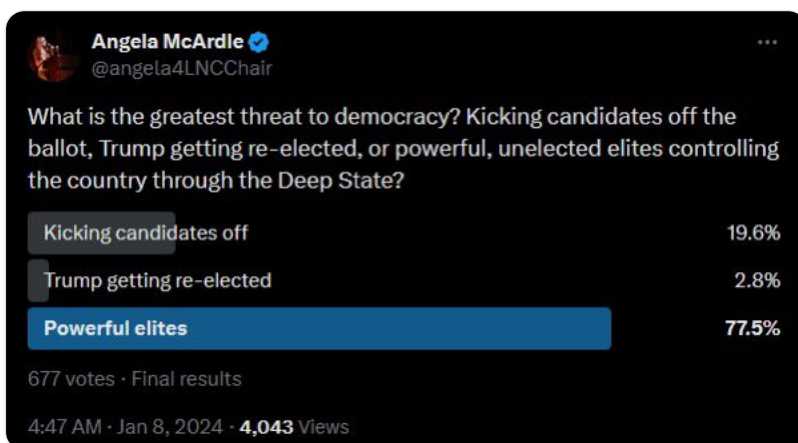 Angela McArdle
@angela4LNCChair
What is the greatest threat to democracy? Kicking candidates off the
ballot, Trump getting re-elected, or powerful, unelected elites controlling
the country through the Deep State?
Kicking candidates off 19.6%
Trump getting re-elected 2.8%
Powerful elites 77.5%
677 votes · Final results
4:47 AM · Jan 8, 2024 · 4,043 Views